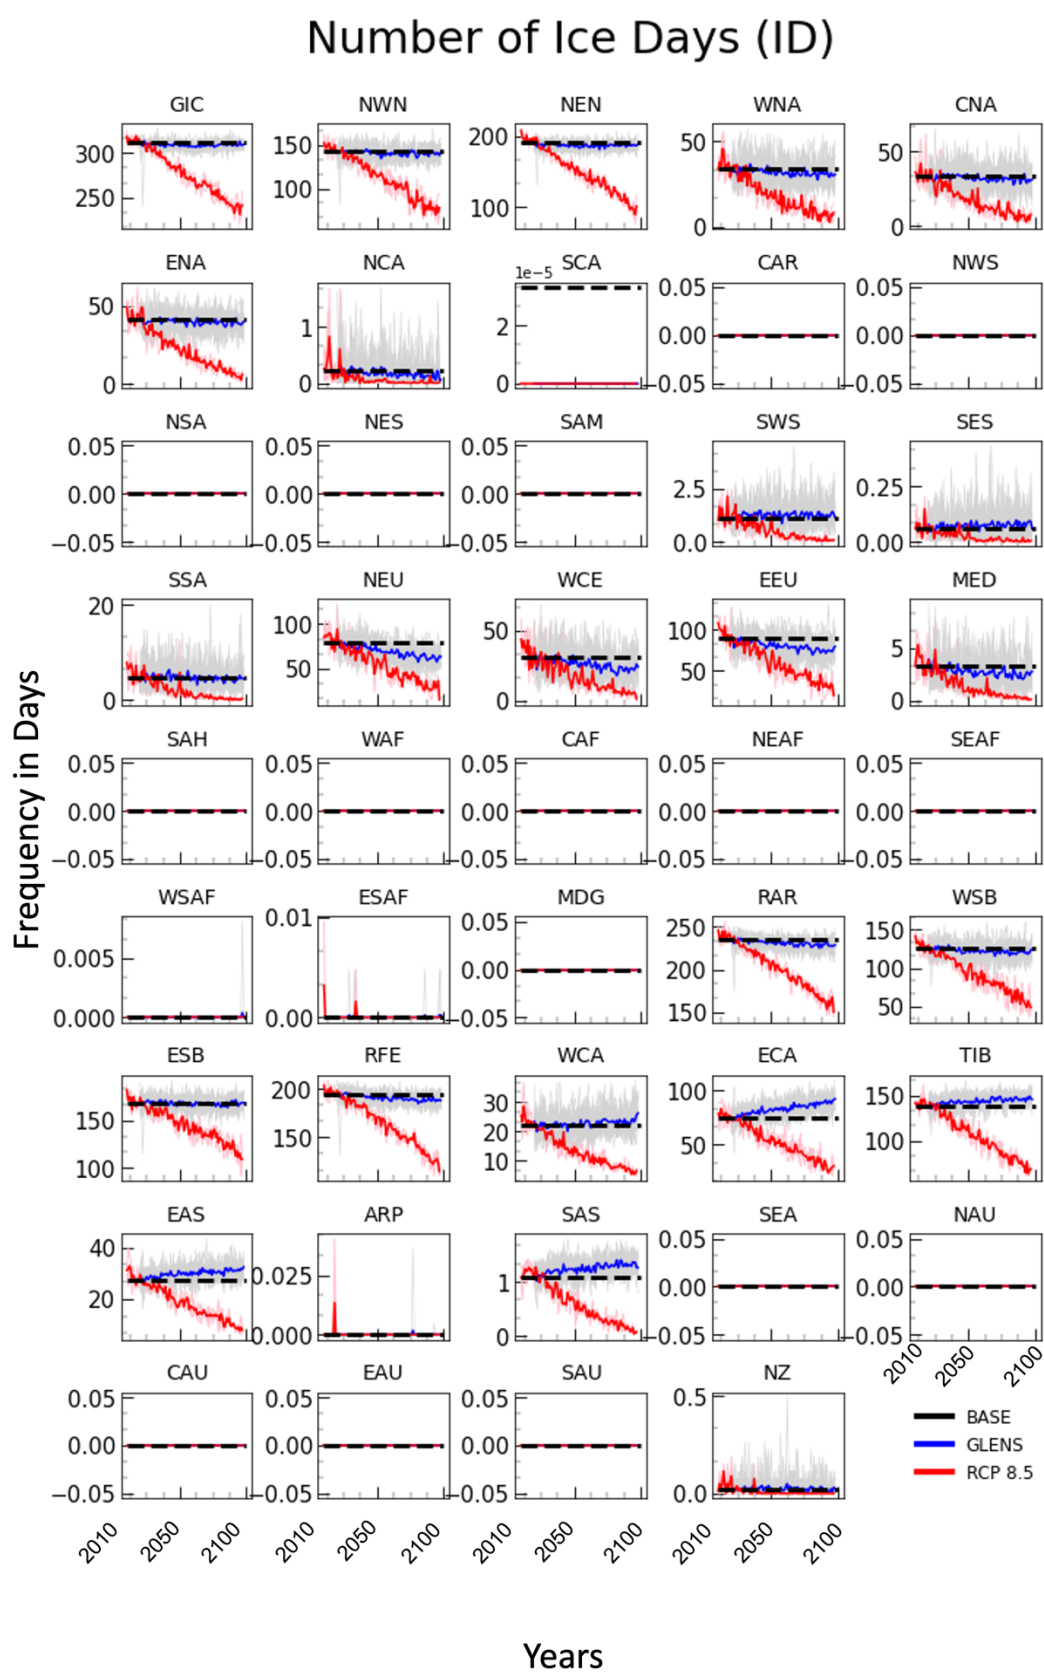 Number of Ice Days (ID)
GIC NWN NEN WNA CNA
300 250
150 100
200 100
50 0
50 0
ENA NCA SCA CAR NWS
50 0
1 0
1e−5 2 0
0.05 0.00 −0.05
0.05 0.00 −0.05
NSA NES SAM SWS SES
0.05 0.00 −0.05
0.05 0.00 −0.05
0.05 0.00 −0.05
2.5 0.0
0.25 0.00
SSA NEU WCE EEU MED
20 0
100 50
50 0
100 50
5 0
Frequency in Days
SAH WAF CAF NEAF SEAF
0.05 0.00 −0.05
0.05 0.00 −0.05
0.05 0.00 −0.05
0.05 0.00 −0.05
0.05 0.00 −0.05
WSAF ESAF MDG RAR WSB
0.005 0.000
0.01 0.00
0.05 0.00 −0.05
250 200 150
150 100 50
ESB RFE WCA ECA TIB
150 100
200 150
30 20 10
100 50
150 100
EAS ARP SAS SEA NAU
40 20
0.025 0.000
1 0
0.05 0.00 −0.05
0.05 0.00 −0.05
2010 2050 2100
CAU EAU SAU NZ
0.05 0.00 −0.05
0.05 0.00 −0.05
0.05 0.00 −0.05
0.5 0.0
BASE
GLENS
RCP 8.5
2010 2050 2100 2010 2050 2100 2010 2050 2100 2010 2050 2100
Years